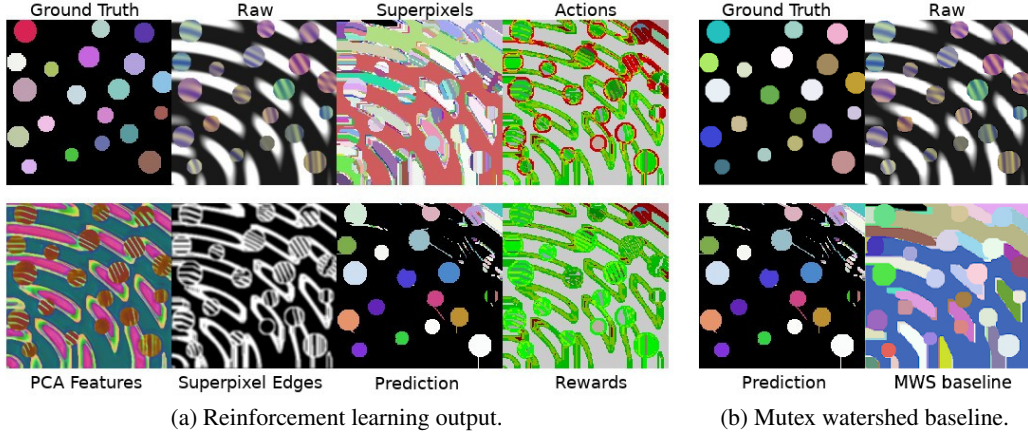 Ground Truth Raw Superpixels Actions Ground Truth Raw
PCA Features Superpixel Edges Prediction Rewards Prediction MWS baseline
(a) Reinforcement learning output. (b) Mutex watershed baseline.